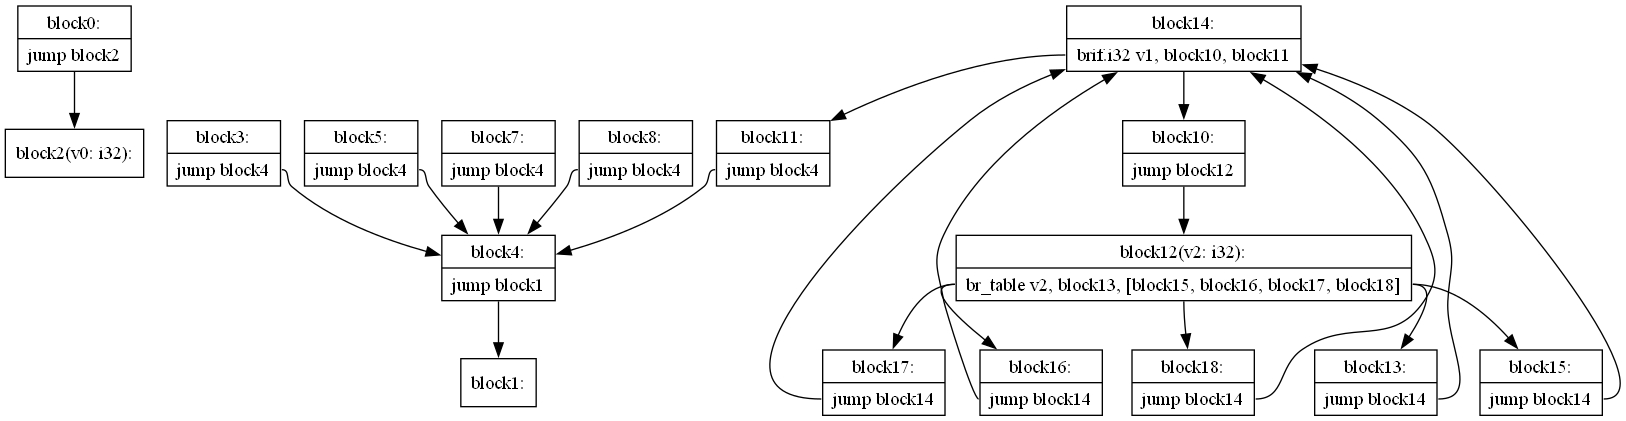 block0:
jump block2
block2(v0: i32):
block3:
jump block4
block5:
jump block4
block7:
jump block4
block8:
jump block4
block11:
jump block4
block4:
jump block1
block1:
block14:
brif.i32 v1, block10, block11
block10:
jump block12
block12(v2: i32):
br_table v2, block13, [block15, block16, block17, block18]
block17:
jump block14
block16:
jump block14
block18:
jump block14
block13:
jump block14
block15:
jump block14